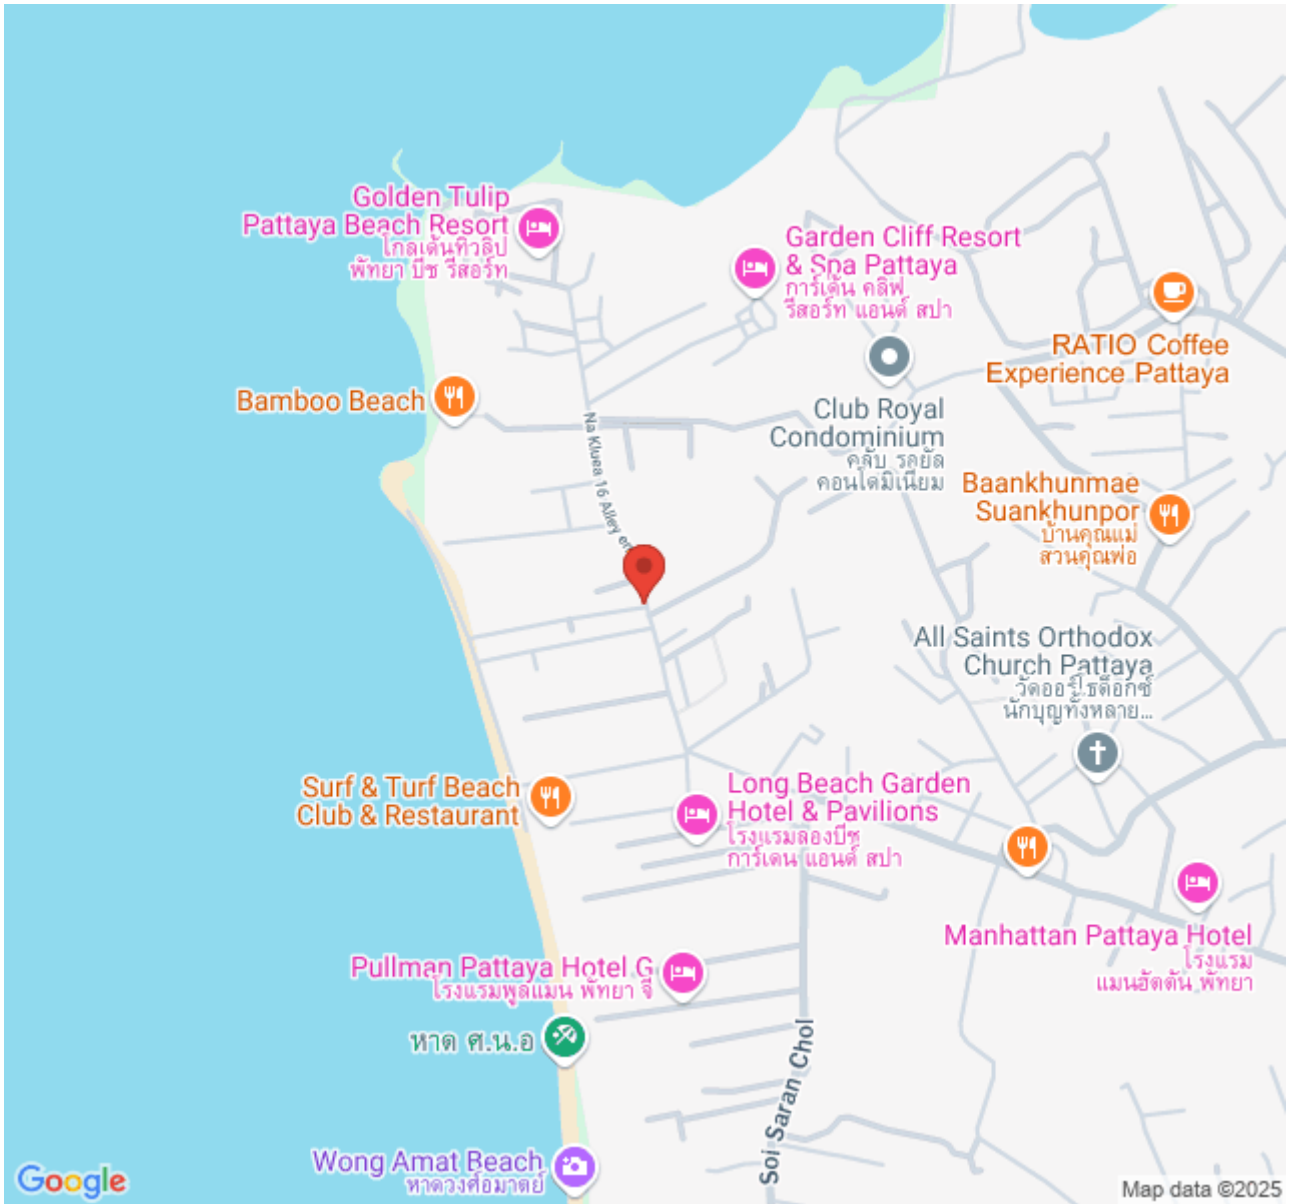 Golden Tulip
Pattaya Beach Resort
โกลเด้นทิวลิป
พัทยา บีช รีสอร์ท
Garden Cliff Resort
& Spa Pattaya
การ์เด้น คลิฟ
รีสอร์ท แอนด์ สปา
RATIO Coffee
Experience Pattaya
Bamboo Beach
Club Royal
Condominium
คลับ รอยัล
คอนโดมิเนียม
Na Kluea 16 Alley
Baankhunmae
Suankhunpor
บ้านคุณแม่
สวนคุณพ่อ
All Saints Orthodox
Church Pattaya
วัดออร์โธด็อกซ์
นักบุญทั้งหลาย...
Surf & Turf Beach
Club & Restaurant
Long Beach Garden
Hotel & Pavilions
โรงแรมลองบีช
การ์เดน แอนด์ สปา
Manhattan Pattaya Hotel
โรงแรม
แมนฮัตตัน พัทยา
Pullman Pattaya Hotel G
โรงแรมพูลแมน พัทยา จี
หาด ศ.น.อ
Soi Saran Chol
Wong Amat Beach
หาดวงศ์อมาตย์
Google
Map data ©2025